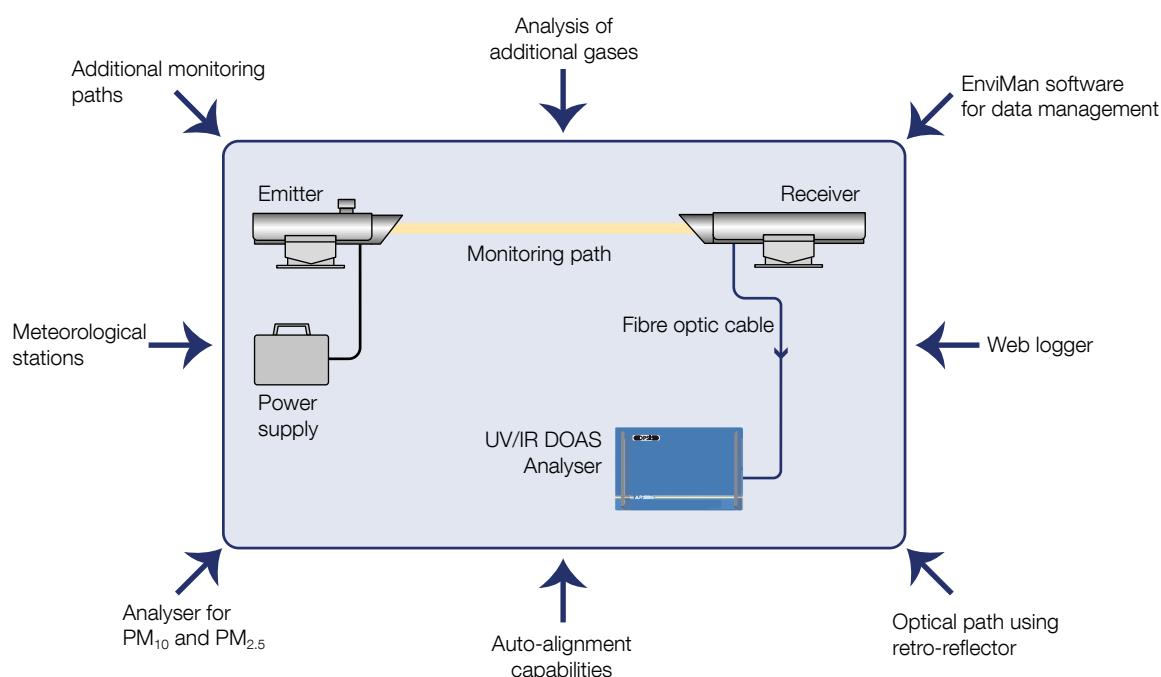 Analysis of
additional gases
Additional monitoring
paths
EnviMan software
for data management
Emitter
Receiver
Monitoring path
Meteorological
stations
Fibre optic cable
Web logger
Power
supply
UV/IR DOAS
Analyser
Analyser for
PM₁₀ and PM₂.₅
Auto-alignment
capabilities
Optical path using
retro-reflector